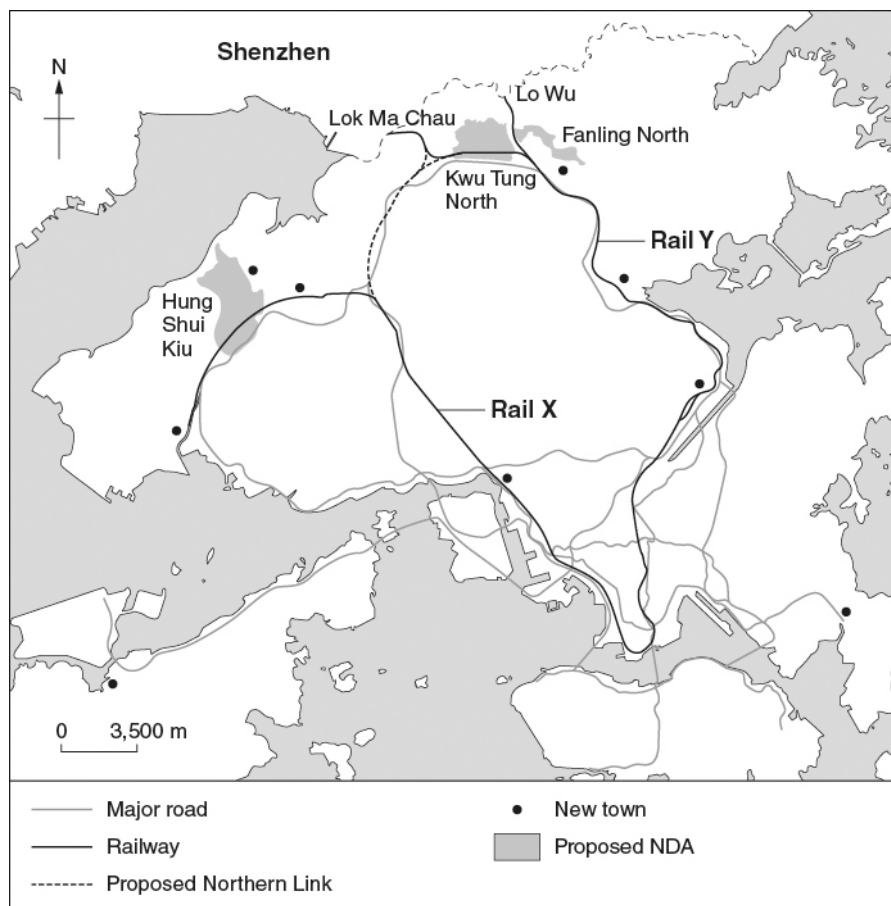 Shenzhen
N
Lo Wu
Lok Ma Chau
Fanling North
Kwu Tung
North
Rail Y
Hung
Shui
Kiu
Rail X
0 3,500 m
Major road
New town
Railway
Proposed NDA
Proposed Northern Link